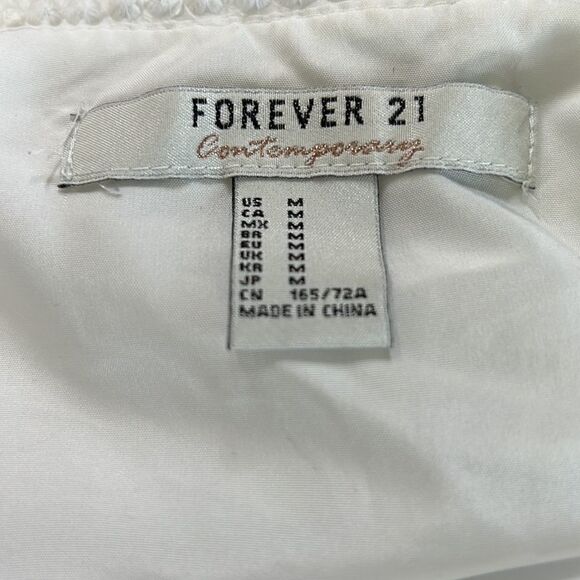 FOREVER 21
Contemporary
US M
CA M
MX M
BR M
EU M
UK M
KR M
JP M
CN 165/72A
MADE IN CHINA